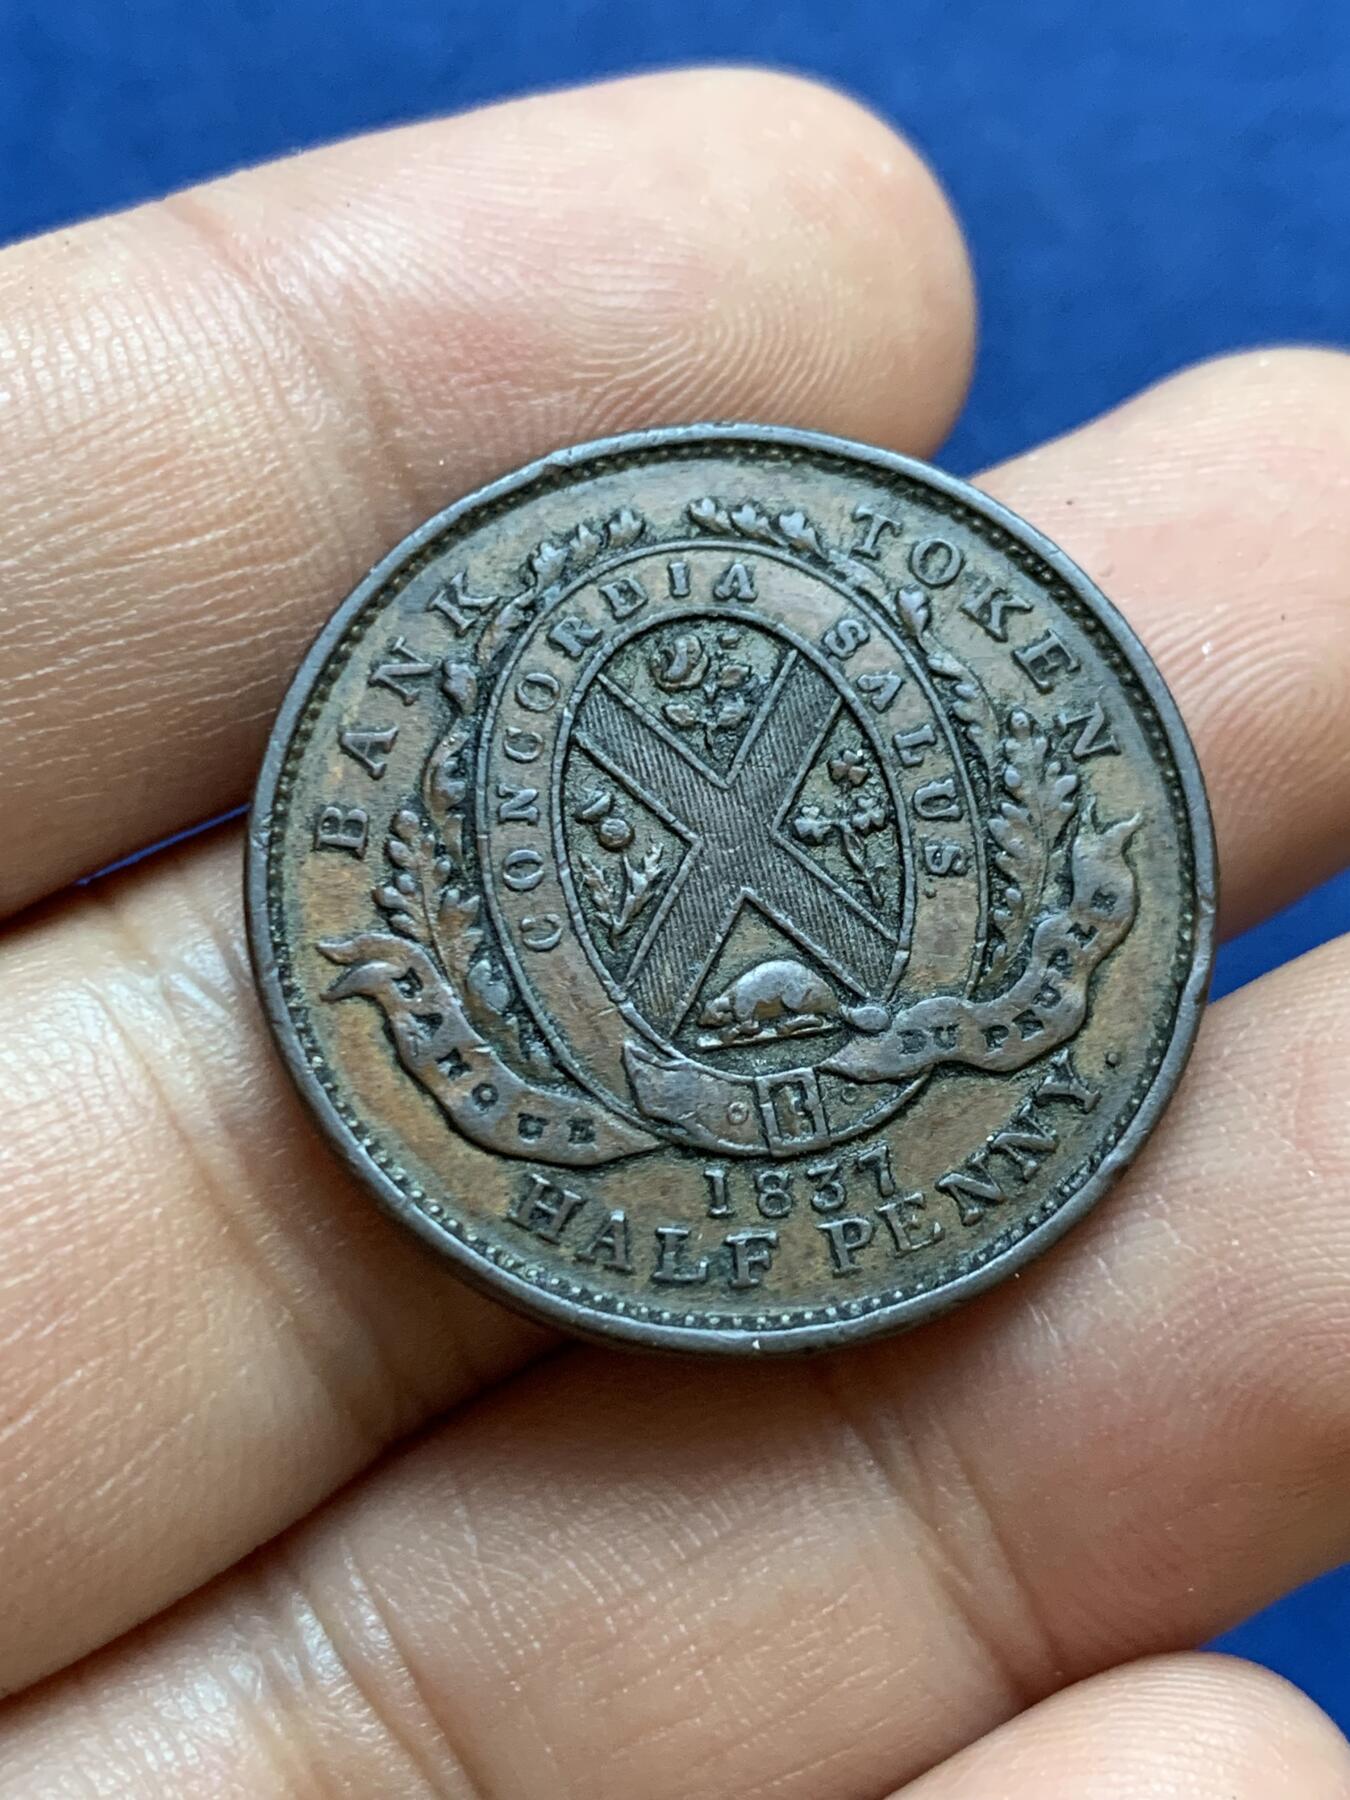 BANK TOKEN
CONCORDIA SALUS.
BANQUE DU PEUPLE
1837
HALF PENNY.